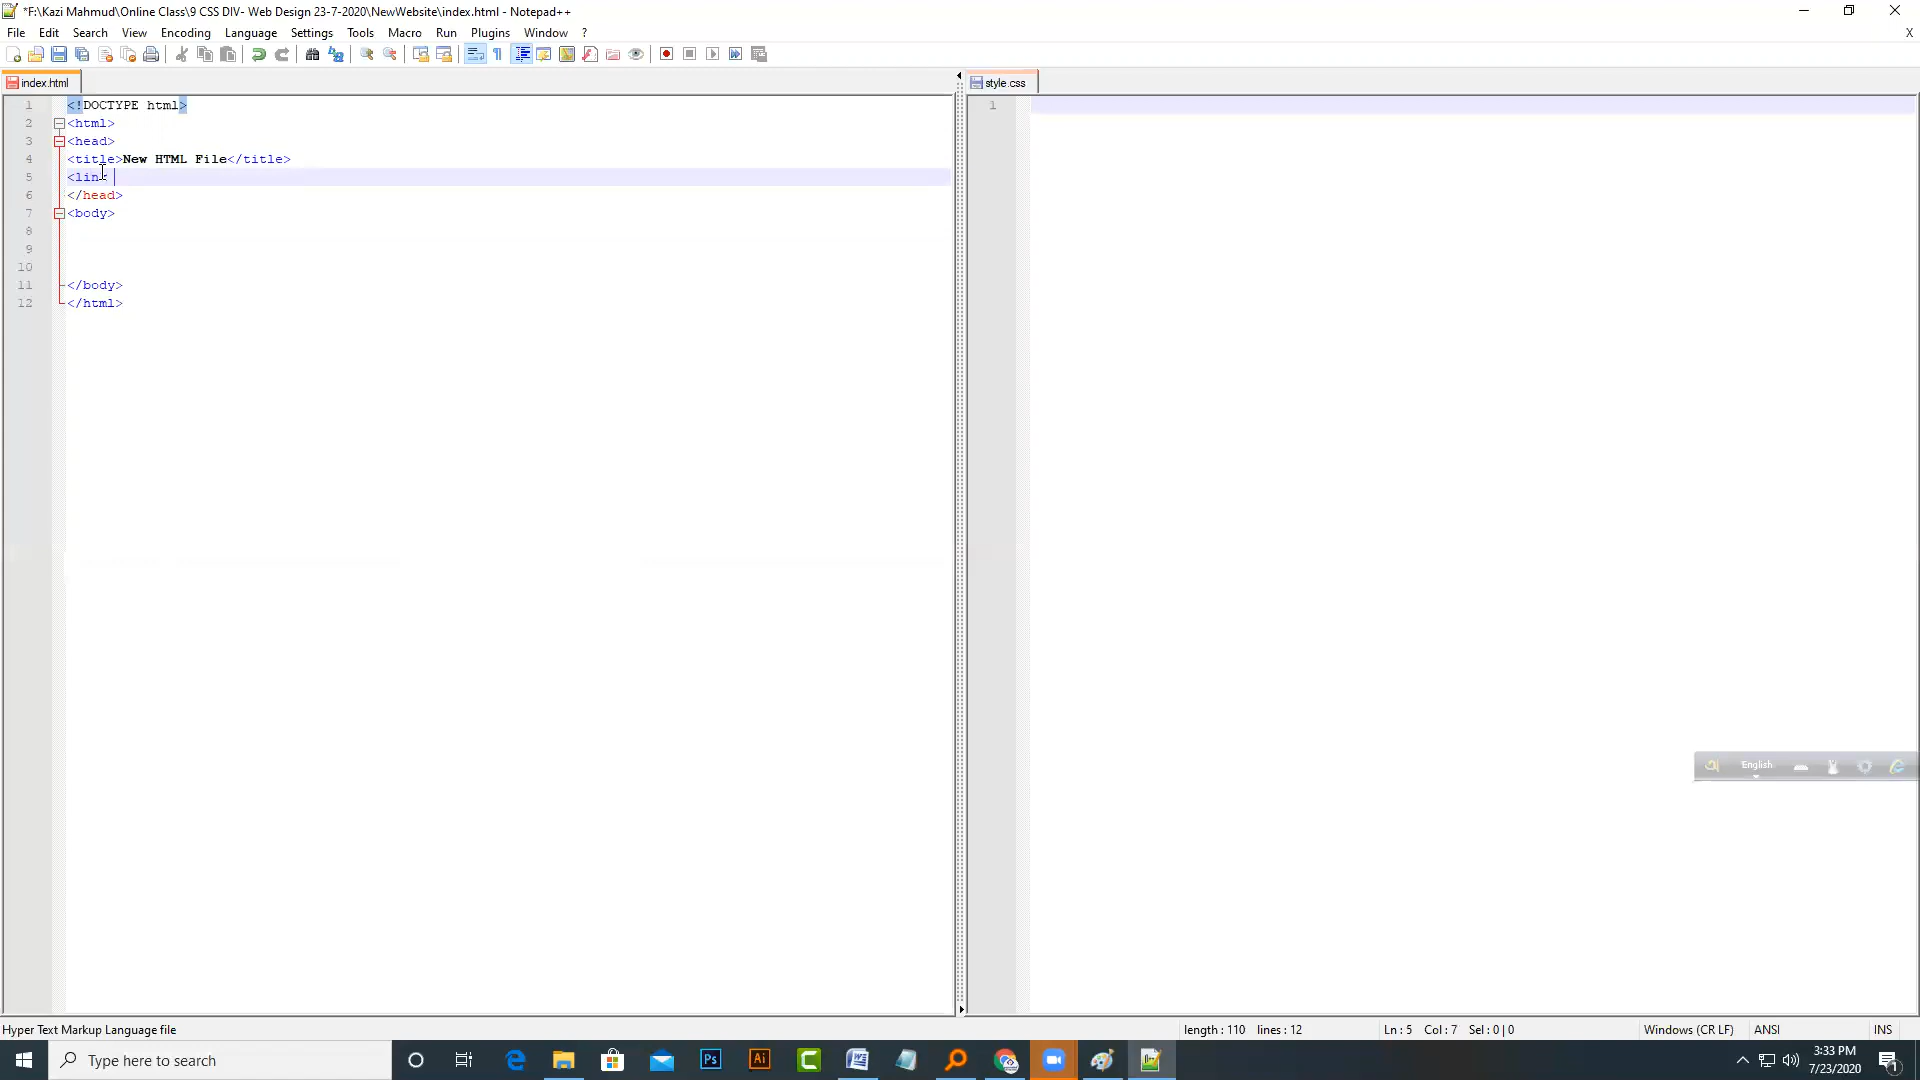 *F:\Kazi Mahmud\Online Class\9 CSS DIV- Web Design 23-7-2020\NewWebsite\index.html - Notepad++
File Edit Search View Encoding Language Settings Tools Macro Run Plugins Window ? X
index.html
style.css
1 <!DOCTYPE html>
2 <html>
3 <head>
4 <title>New HTML File</title>
5 <link
6 </head>
7 <body>
8
9
10
11 </body>
12 </html>
1
অ English
Hyper Text Markup Language file length : 110 lines : 12 Ln : 5 Col : 7 Sel : 0 | 0 Windows (CR LF) ANSI INS
Type here to search
Ps
Ai
3:33 PM
7/23/2020
1